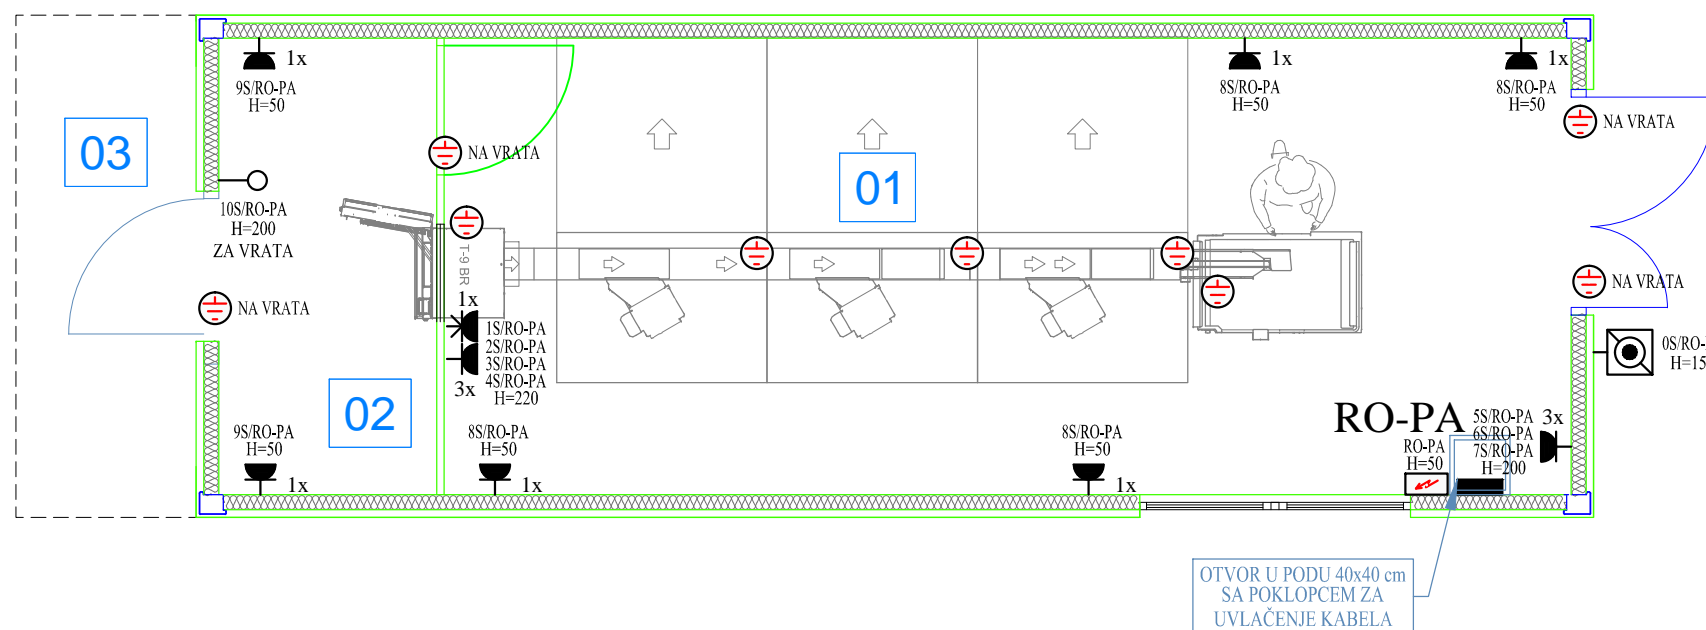 1x
9S/RO-PA
H=50
1x
8S/RO-PA
H=50
1x
8S/RO-PA
H=50
03
NA VRATA
01
NA VRATA
10S/RO-PA
H=200
ZA VRATA
T-9 BR
NA VRATA
NA VRATA
1x
1S/RO-PA
2S/RO-PA
3S/RO-PA
4S/RO-PA
H=220
3x
0S/RO-
H=15
02
RO-PA
9S/RO-PA
H=50
1x
8S/RO-PA
H=50
1x
8S/RO-PA
H=50
1x
RO-PA
H=50
5S/RO-PA
6S/RO-PA
7S/RO-PA
H=200
3x
OTVOR U PODU 40x40 cm
SA POKLOPCEM ZA
UVLAČENJE KABELA